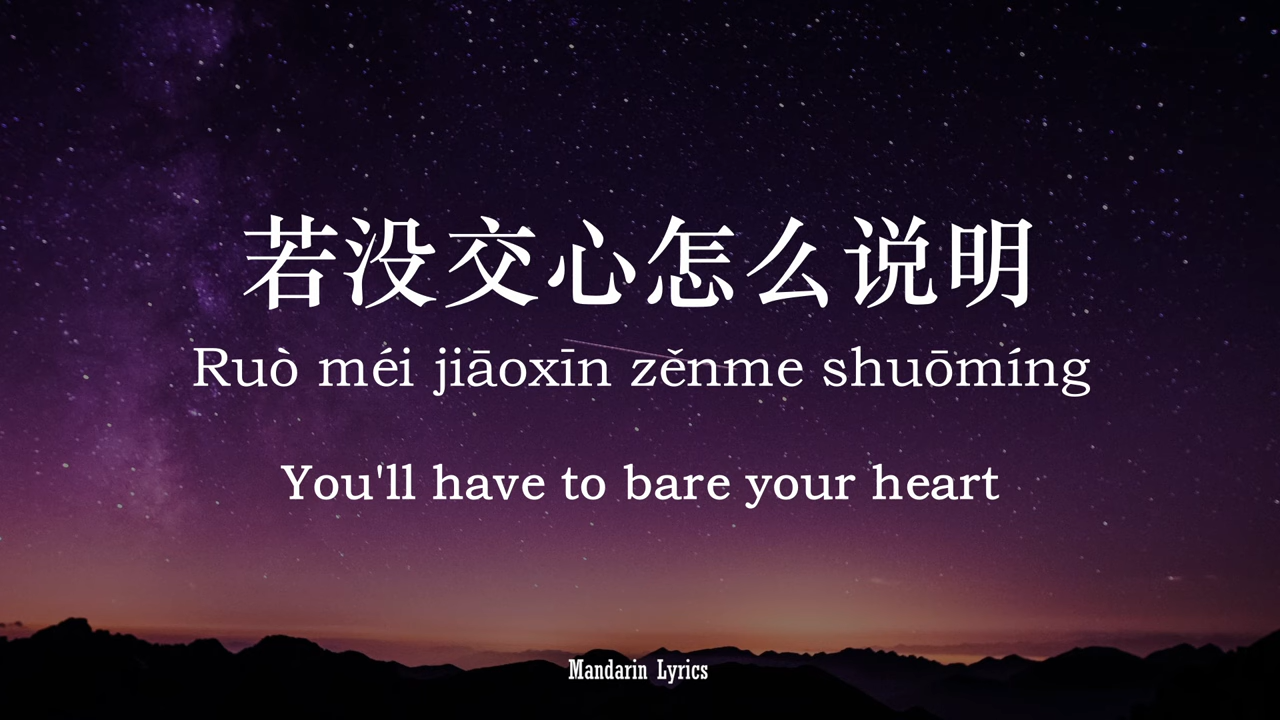 若没交心怎么说明
Ruò méi jiāoxīn zěnme shuōmíng
You'll have to bare your heart
Mandarin Lyrics